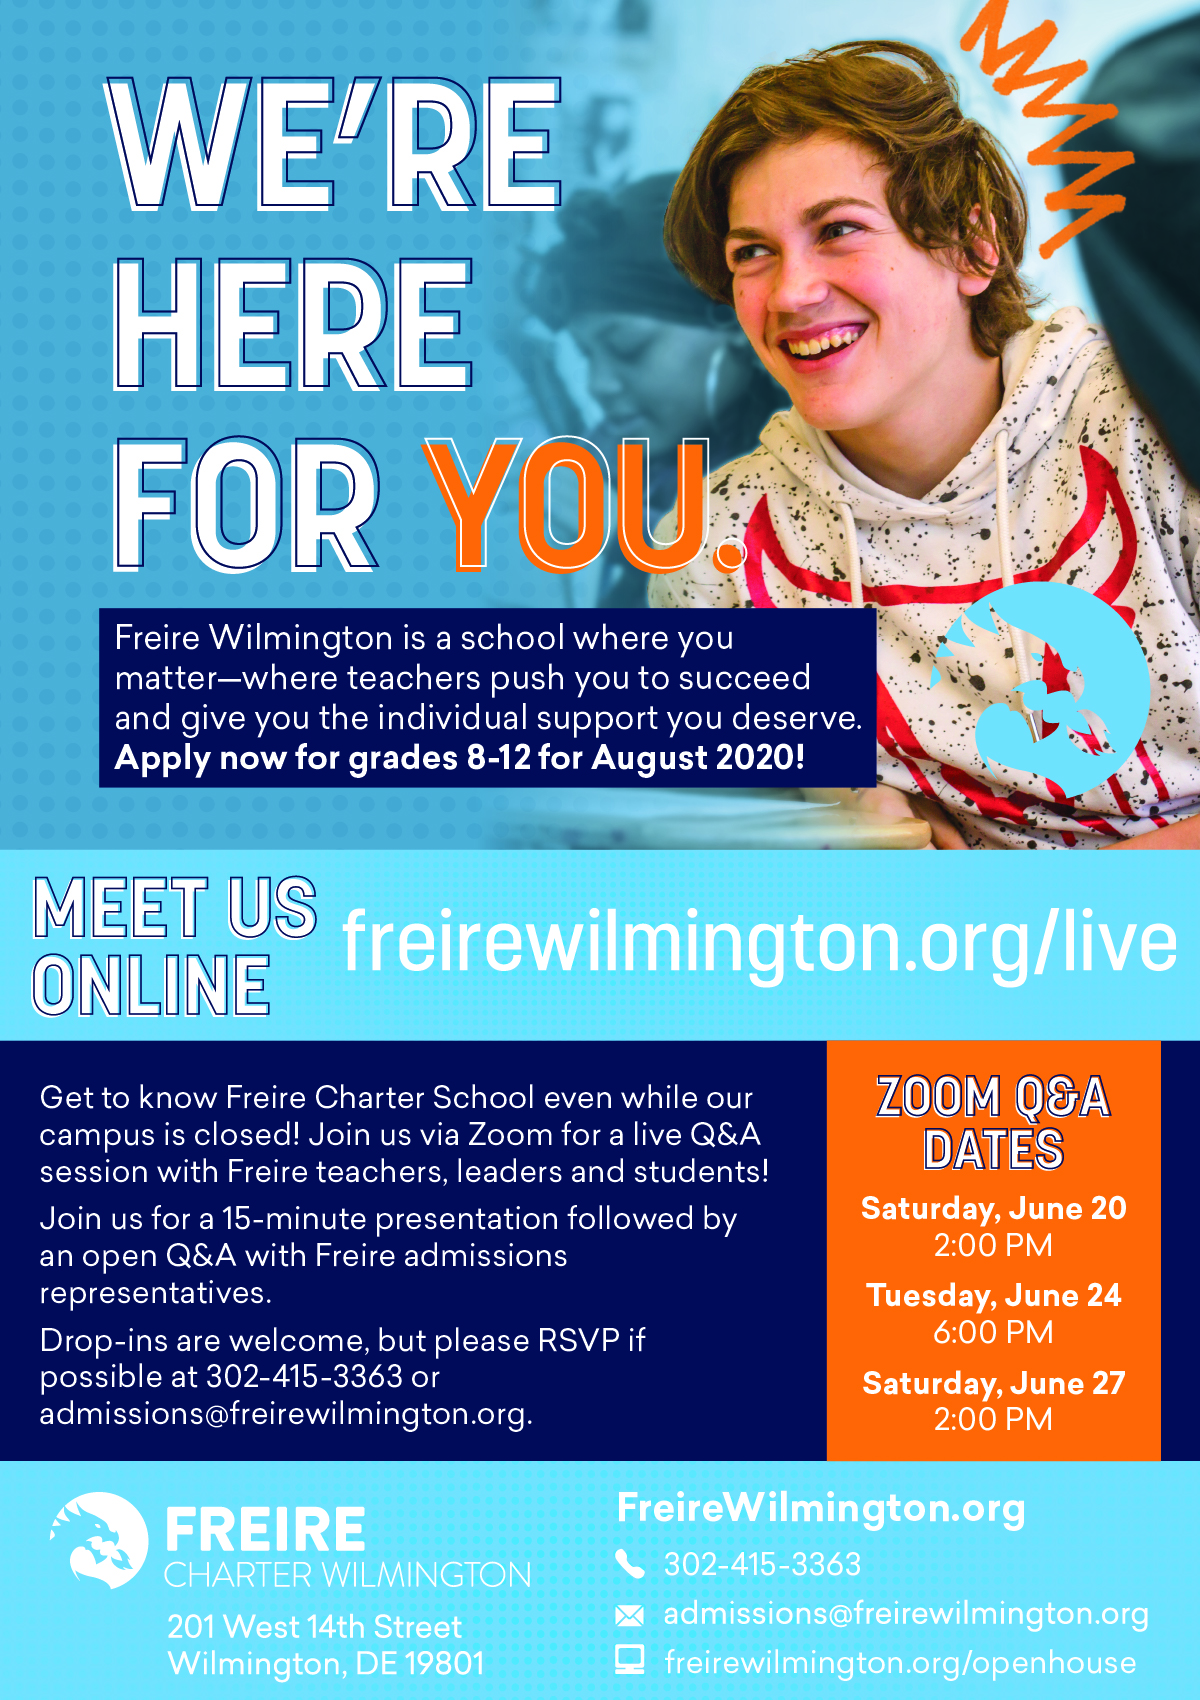 WE'RE
HERE
FOR YOU.
Freire Wilmington is a school where you
matter—where teachers push you to succeed
and give you the individual support you deserve.
Apply now for grades 8-12 for August 2020!
MEET US
ONLINE
freirewilmington.org/live
Get to know Freire Charter School even while our
campus is closed! Join us via Zoom for a live Q&A
session with Freire teachers, leaders and students!
Join us for a 15-minute presentation followed by
an open Q&A with Freire admissions
representatives.
Drop-ins are welcome, but please RSVP if
possible at 302-415-3363 or
admissions@freirewilmington.org.
ZOOM Q&A
DATES
Saturday, June 20
2:00 PM
Tuesday, June 24
6:00 PM
Saturday, June 27
2:00 PM
FREIRE
CHARTER WILMINGTON
201 West 14th Street
Wilmington, DE 19801
FreireWilmington.org
302-415-3363
admissions@freirewilmington.org
freirewilmington.org/openhouse